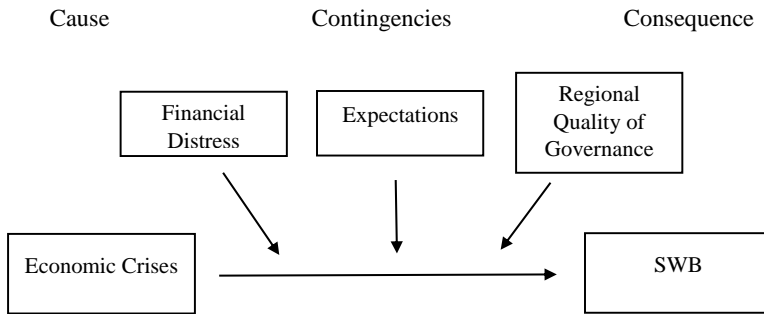 Cause
Contingencies
Consequence
Financial
Distress
Expectations
Regional
Quality of
Governance
Economic Crises
SWB